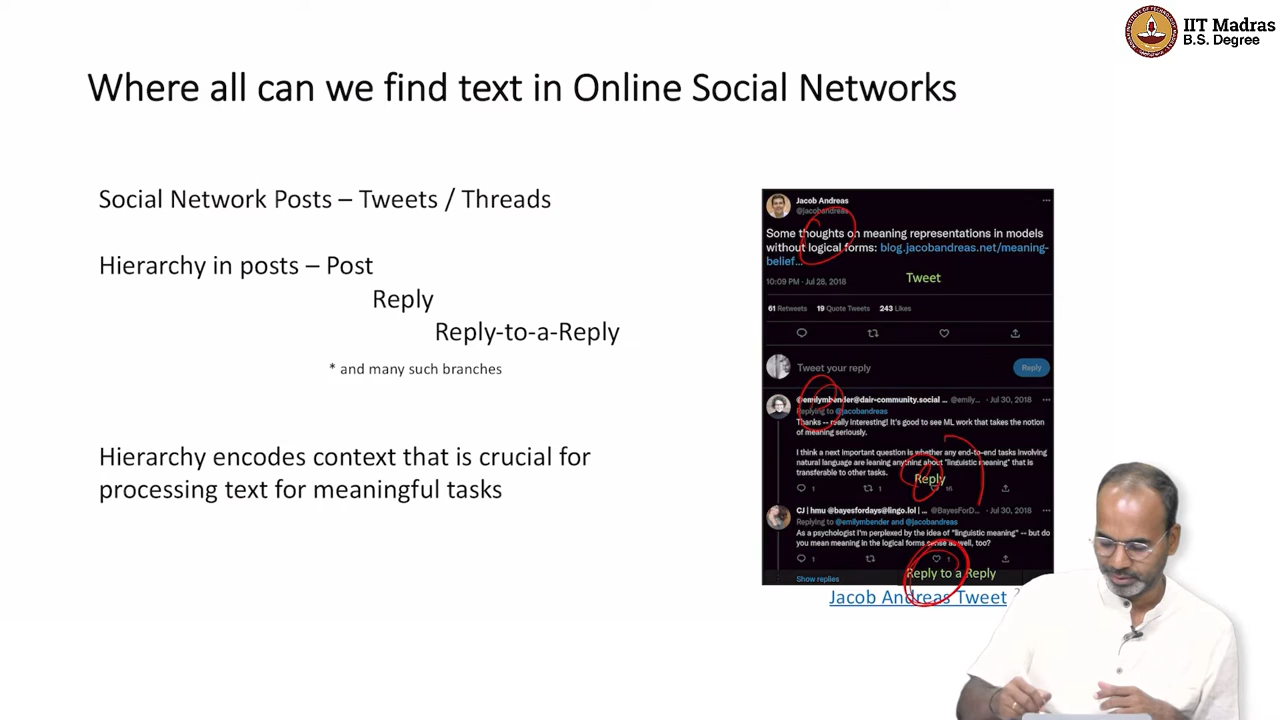 IIT Madras
B.S. Degree
Where all can we find text in Online Social Networks
Social Network Posts – Tweets / Threads
Hierarchy in posts – Post
Reply
Reply-to-a-Reply
* and many such branches
Hierarchy encodes context that is crucial for
processing text for meaningful tasks
Jacob Andreas
@jacobandreas
Some thoughts on meaning representations in models
without logical forms: blog.jacobandreas.net/meaning-
belief...
Tweet
10:09 PM · Jul 28, 2018
61 Retweets 19 Quote Tweets 243 Likes
Tweet your reply
Reply
@emilymbender@dair-community.social ... @emily... · Jul 30, 2018
Replying to @jacobandreas
Thanks -- really interesting! It's good to see ML work that takes the notion
of meaning seriously.
I think a next important question is whether any end-to-end tasks involving
natural language are leaning anything about "linguistic meaning" that is
transferable to other tasks.
Reply
1 1 16
CJ | hmu @bayesfordays@lingo.lol | ... @BayesForD... · Jul 30, 2018
Replying to @emilymbender and @jacobandreas
As a psychologist I'm perplexed by the idea of "linguistic meaning" -- but do
you mean meaning in the logical forms sense as well, too?
1 1
Reply to a Reply
Show replies
Jacob Andreas Tweet